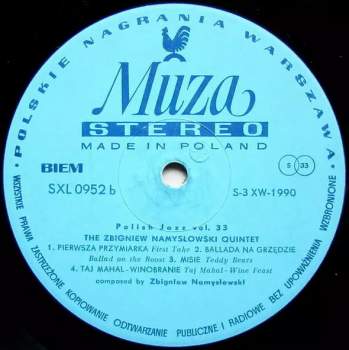 POLSKIE NAGRANIA WARSZAWA
Muza
STEREO
MADE IN POLAND
BIEM
S 33
SXL 0952 b
S-3 XW-1990
Polish Jazz vol. 33
THE ZBIGNIEW NAMYSŁOWSKI QUINTET
1. PIERWSZA PRZYMIARKA First Take 2. BALLADA NA GRZĘDZIE
Ballad on the Roost 3. MISIE Teddy Bears
4. TAJ MAHAL-WINOBRANIE Taj Mahal-Wine Feast
composed by Zbigniew Namysłowski
WSZYSTKIE PRAWA ZASTRZEŻONE KOPIOWANIE ODTWARZANIE PUBLICZNE I RADIOWE BEZ UPOWAŻNIENIA WZBRONIONE